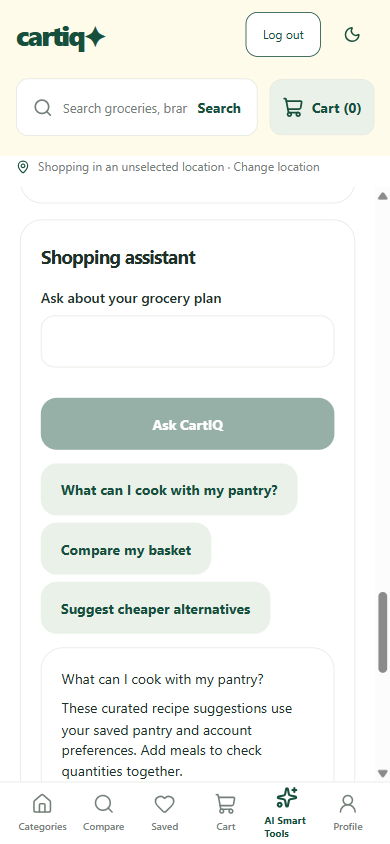 cartiq
Log out
Search groceries, brar
Search
Cart (0)
Shopping in an unselected location · Change location
Shopping assistant
Ask about your grocery plan
Ask CartIQ
What can I cook with my pantry?
Compare my basket
Suggest cheaper alternatives
What can I cook with my pantry?
These curated recipe suggestions use
your saved pantry and account
preferences. Add meals to check
quantities together.
Categories
Compare
Saved
Cart
AI Smart
Tools
Profile